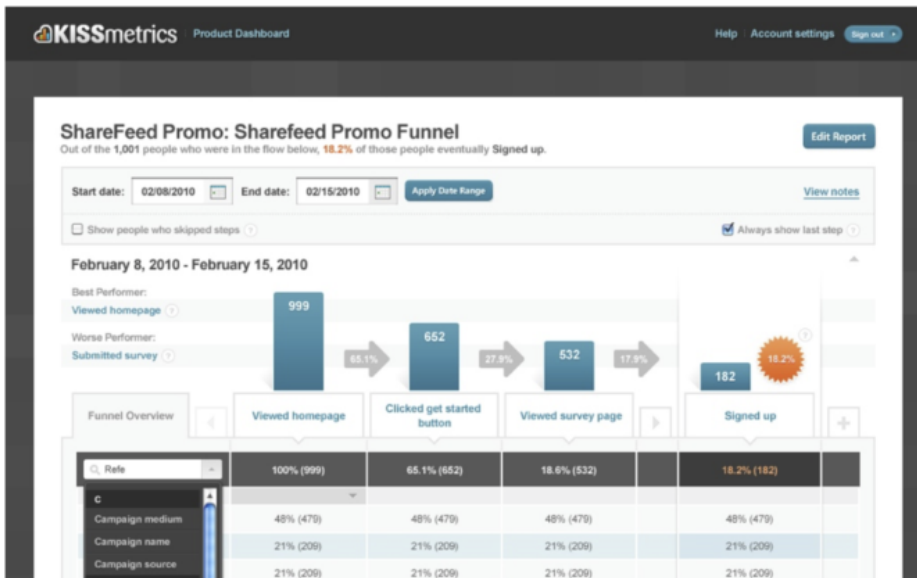 KISSmetrics Product Dashboard Help Account settings Sign out
ShareFeed Promo: Sharefeed Promo Funnel
Edit Report
Out of the 1,001 people who were in the flow below, 18.2% of those people eventually Signed up.
Start date: 02/08/2010 End date: 02/15/2010 Apply Date Range View notes
Show people who skipped steps ? Always show last step ?
February 8, 2010 - February 15, 2010
Best Performer:
Viewed homepage ?
Worse Performer:
Submitted survey ?
999
652
532
182
65.1%
27.9%
17.9%
18.2%
?
Funnel Overview
Viewed homepage
Clicked get started
button
Viewed survey page
Signed up
Refe 100% (999) 65.1% (652) 18.6% (532) 18.2% (182)
C
Campaign medium 48% (479) 48% (479) 48% (479) 48% (479)
Campaign name 21% (209) 21% (209) 21% (209) 21% (209)
Campaign source 21% (209) 21% (209) 21% (209) 21% (209)